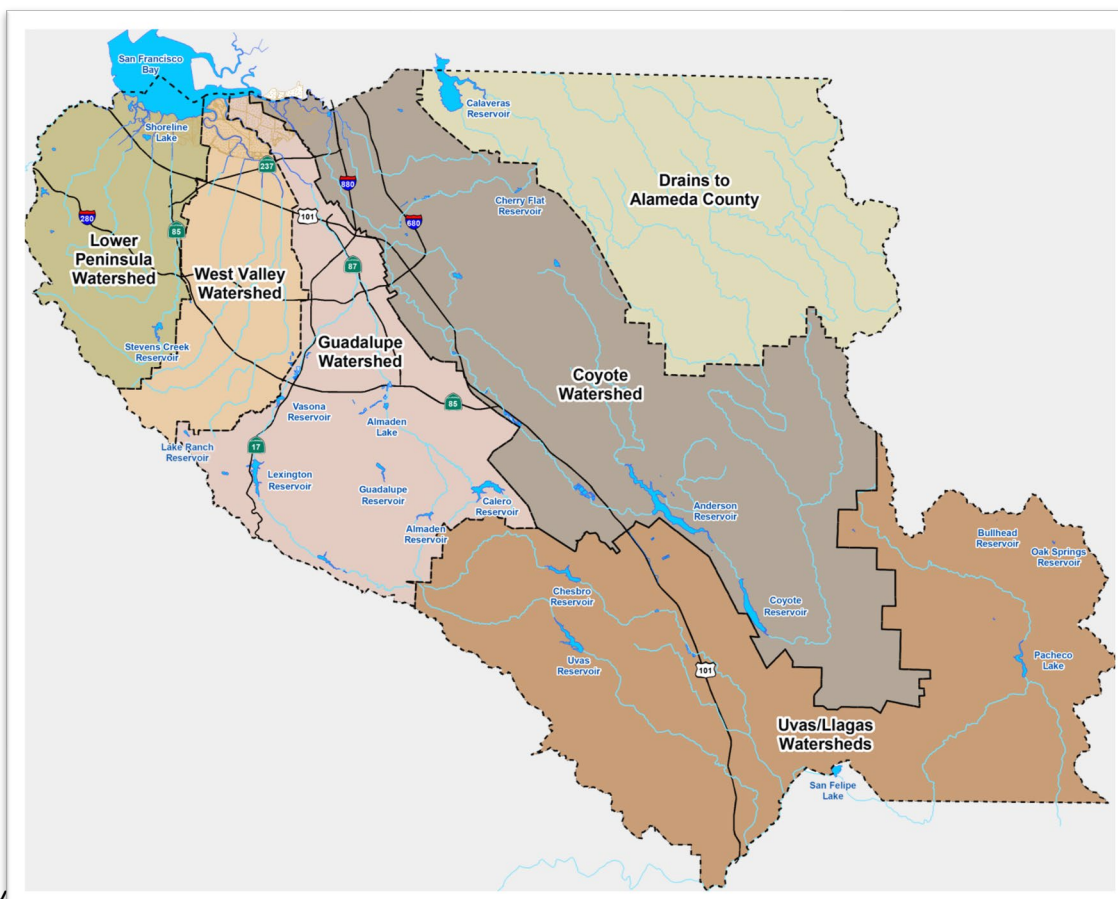 San Francisco
Bay
Shoreline
Lake
Calaveras
Reservoir
237
880
Drains to
Alameda County
Cherry Flat
Reservoir
280
101
680
85
Lower
Peninsula
Watershed
West Valley
Watershed
87
Stevens Creek
Reservoir
Guadalupe
Watershed
Coyote
Watershed
Vasona
Reservoir
85
Almaden
Lake
Lake Ranch
Reservoir
17
Lexington
Reservoir
Guadalupe
Reservoir
Calero
Reservoir
Anderson
Reservoir
Almaden
Reservoir
Bullhead
Reservoir
Oak Springs
Reservoir
Chesbro
Reservoir
Coyote
Reservoir
Uvas
Reservoir
101
Pacheco
Lake
Uvas/Llagas
Watersheds
San Felipe
Lake